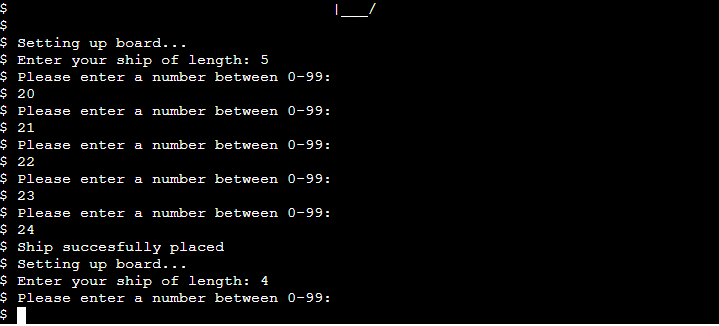 $ |___/
$
$ Setting up board...
$ Enter your ship of length: 5
$ Please enter a number between 0-99:
$ 20
$ Please enter a number between 0-99:
$ 21
$ Please enter a number between 0-99:
$ 22
$ Please enter a number between 0-99:
$ 23
$ Please enter a number between 0-99:
$ 24
$ Ship succesfully placed
$ Setting up board...
$ Enter your ship of length: 4
$ Please enter a number between 0-99:
$